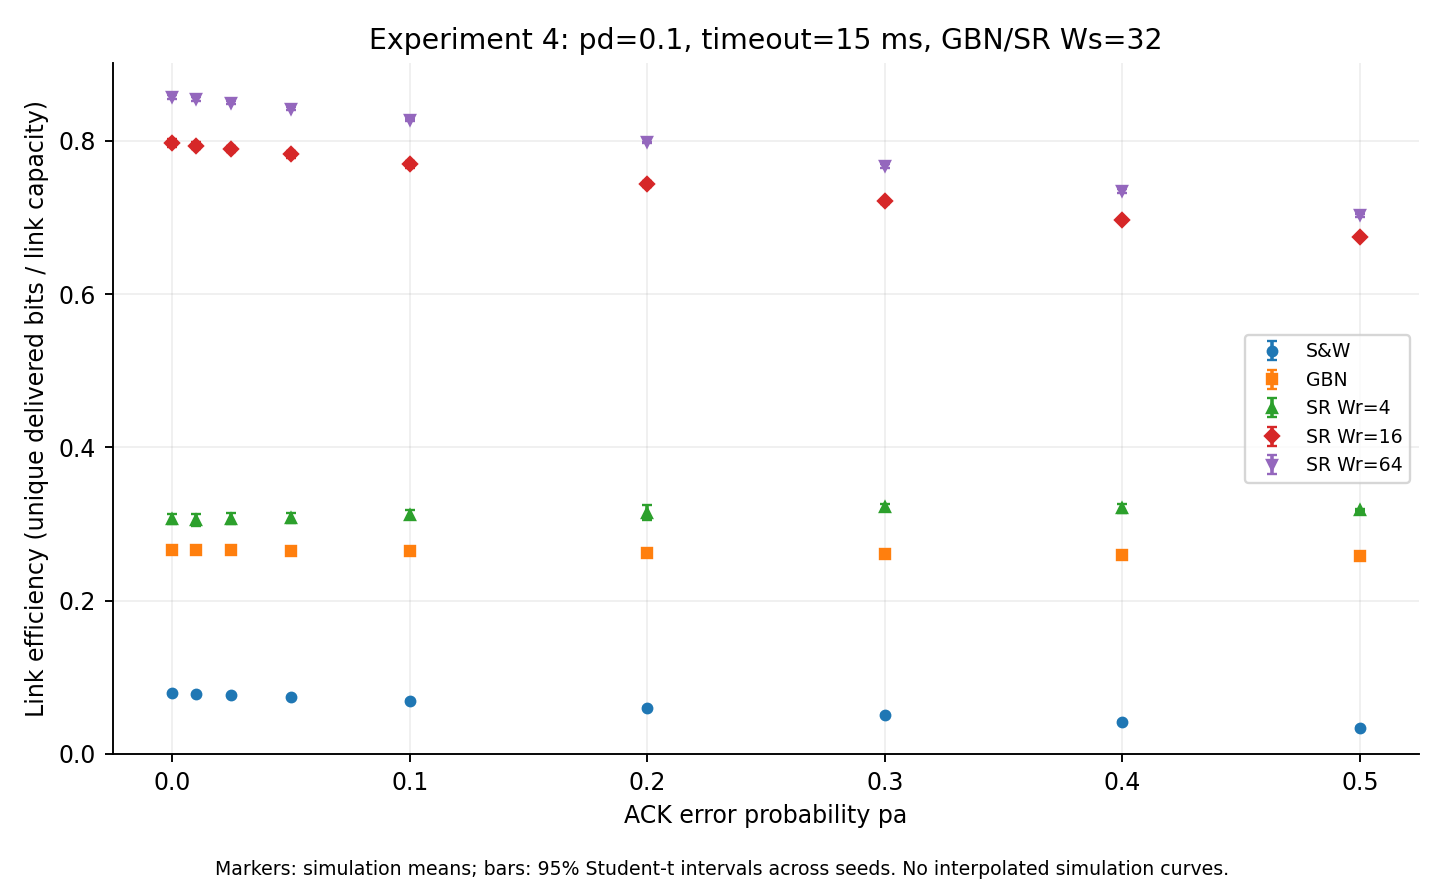 Experiment 4: pd=0.1, timeout=15 ms, GBN/SR Ws=32
Link efficiency (unique delivered bits / link capacity)
0.8
0.6
0.4
0.2
0.0
S&W
GBN
SR Wr=4
SR Wr=16
SR Wr=64
0.0 0.1 0.2 0.3 0.4 0.5
ACK error probability pa
Markers: simulation means; bars: 95% Student-t intervals across seeds. No interpolated simulation curves.